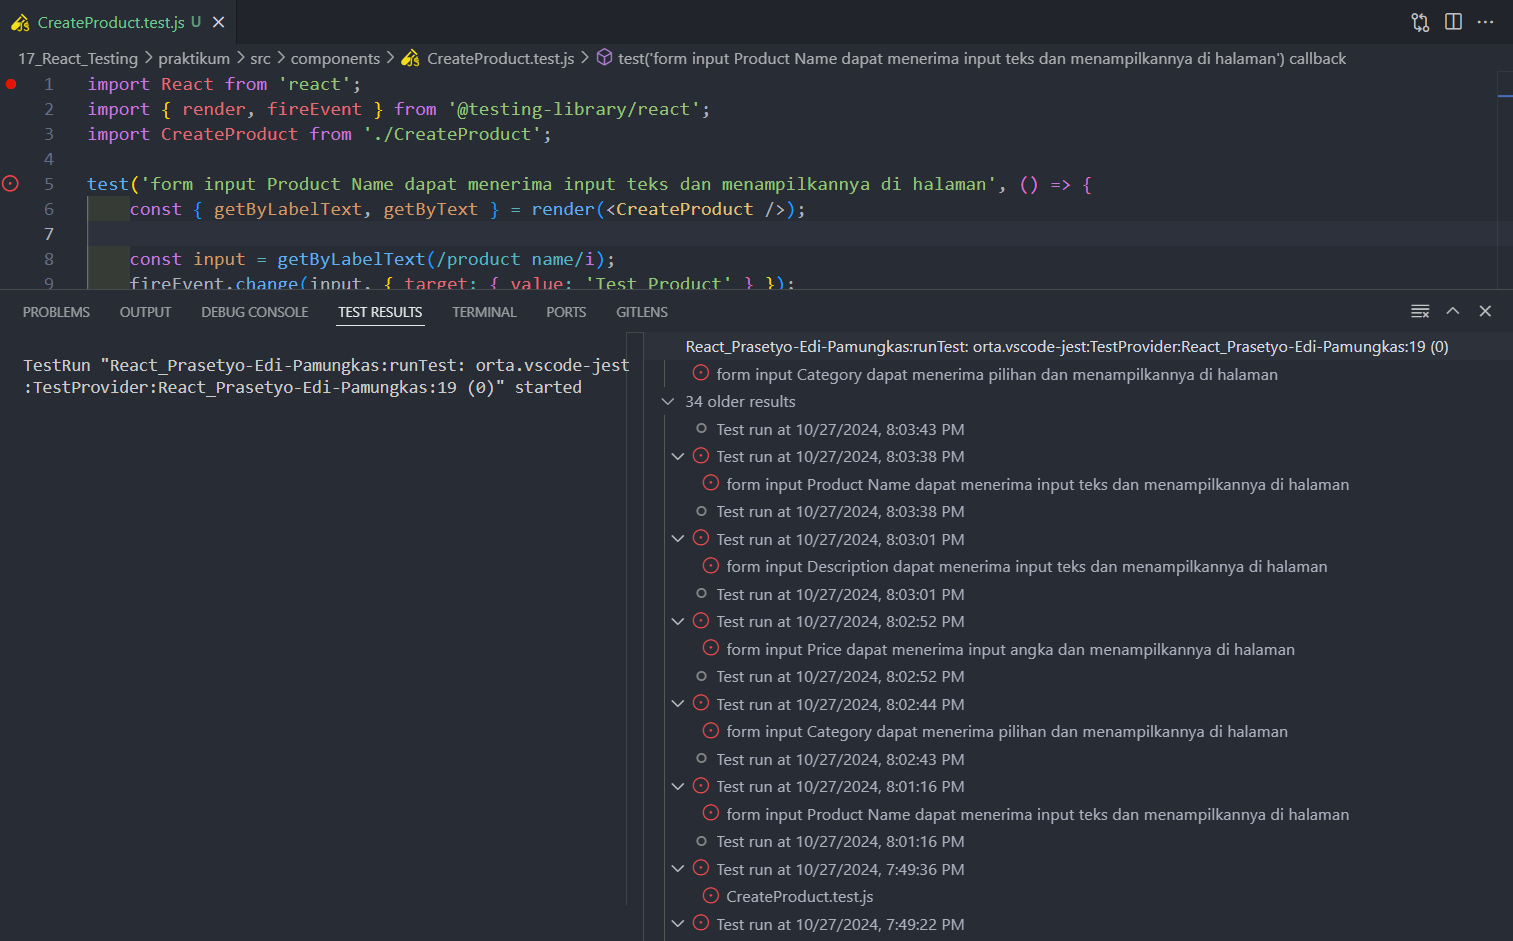 CreateProduct.test.js U
17_React_Testing > praktikum > src > components > CreateProduct.test.js > test('form input Product Name dapat menerima input teks dan menampilkannya di halaman') callback
1 import React from 'react';
2 import { render, fireEvent } from '@testing-library/react';
3 import CreateProduct from './CreateProduct';
4
5 test('form input Product Name dapat menerima input teks dan menampilkannya di halaman', () => {
6 const { getByLabelText, getByText } = render(<CreateProduct />);
7
8 const input = getByLabelText(/product name/i);
9 fireEvent.change(input, { target: { value: 'Test Product' } });
PROBLEMS OUTPUT DEBUG CONSOLE TEST RESULTS TERMINAL PORTS GITLENS
TestRun "React_Prasetyo-Edi-Pamungkas:runTest: orta.vscode-jest
:TestProvider:React_Prasetyo-Edi-Pamungkas:19 (0)" started
React_Prasetyo-Edi-Pamungkas:runTest: orta.vscode-jest:TestProvider:React_Prasetyo-Edi-Pamungkas:19 (0)
form input Category dapat menerima pilihan dan menampilkannya di halaman
34 older results
Test run at 10/27/2024, 8:03:43 PM
Test run at 10/27/2024, 8:03:38 PM
form input Product Name dapat menerima input teks dan menampilkannya di halaman
Test run at 10/27/2024, 8:03:38 PM
Test run at 10/27/2024, 8:03:01 PM
form input Description dapat menerima input teks dan menampilkannya di halaman
Test run at 10/27/2024, 8:03:01 PM
Test run at 10/27/2024, 8:02:52 PM
form input Price dapat menerima input angka dan menampilkannya di halaman
Test run at 10/27/2024, 8:02:52 PM
Test run at 10/27/2024, 8:02:44 PM
form input Category dapat menerima pilihan dan menampilkannya di halaman
Test run at 10/27/2024, 8:02:43 PM
Test run at 10/27/2024, 8:01:16 PM
form input Product Name dapat menerima input teks dan menampilkannya di halaman
Test run at 10/27/2024, 8:01:16 PM
Test run at 10/27/2024, 7:49:36 PM
CreateProduct.test.js
Test run at 10/27/2024, 7:49:22 PM